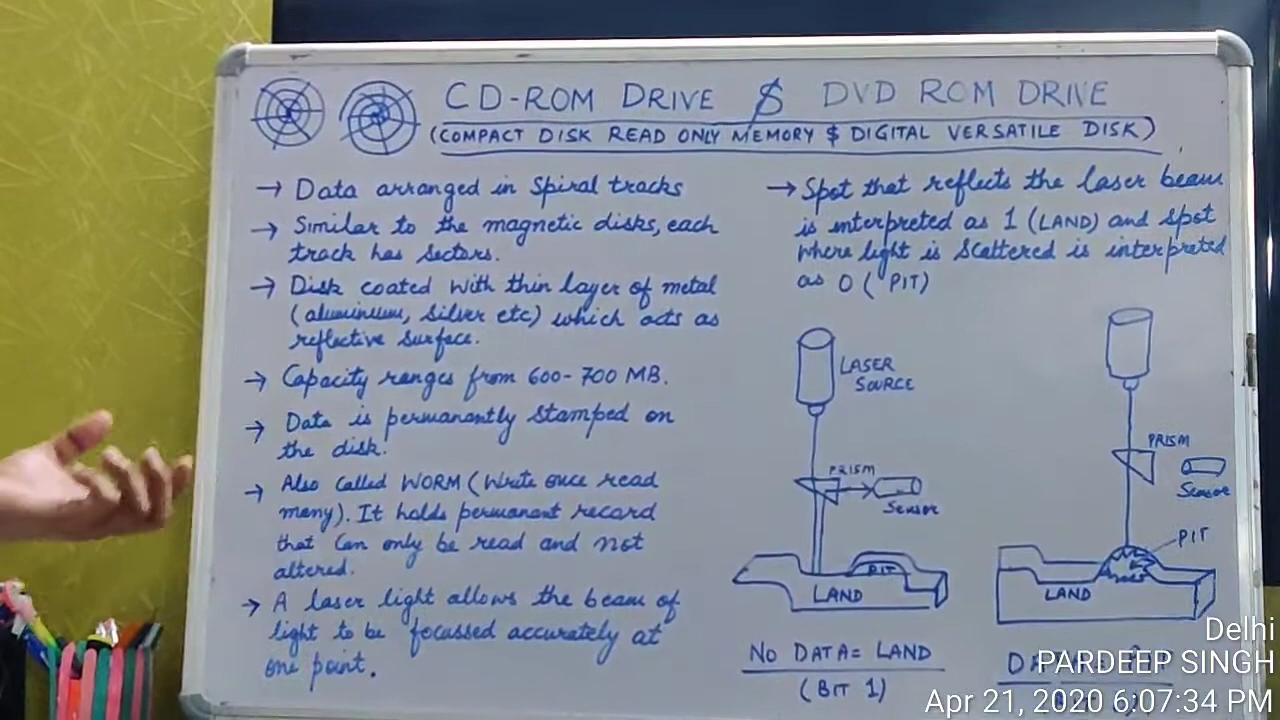 CD-ROM DRIVE $ DVD ROM DRIVE
(COMPACT DISK READ ONLY MEMORY $ DIGITAL VERSATILE DISK)
→ Data arranged in Spiral tracks
→ Similar to the magnetic disks, each
track has Sectors.
→ Disk coated with thin layer of metal
(aluminium, Silver etc) which acts as
reflective Surface.
→ Capacity ranges from 600-700 MB.
→ Data is permanantly Stamped on
the disk.
→ Also Called WORM (Write once read
many). It holds permanant record
that Can only be read and not
altered.
→ A laser light allows the beam of
light to be focussed accurately at
one point.
→ Spot that reflects the laser beam
is interpreted as 1 (LAND) and Spot
where light is Scattered is interpreted
as 0 (PIT)
LASER
SOURCE
PRISM
Sensor
PIT
LAND
NO DATA = LAND
(BIT 1)
PRISM
Sensor
PIT
LAND
Delhi
PARDEEP SINGH
Apr 21, 2020 6:07:34 PM